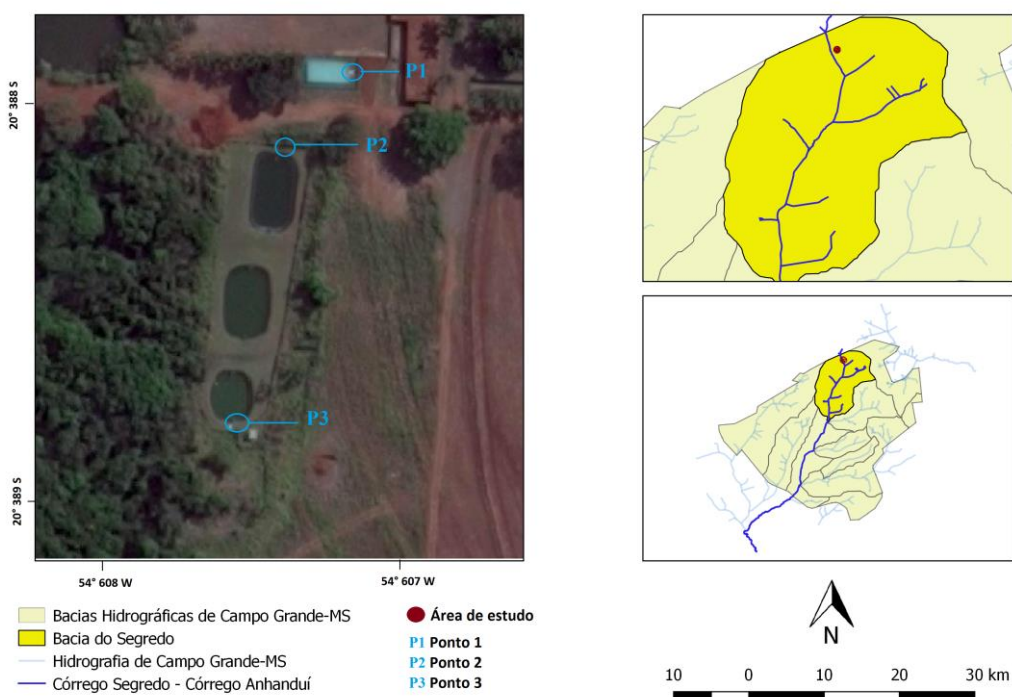 P1
20° 388 S
P2
P3
20° 389 S
54° 608 W
54° 607 W
Bacias Hidrográficas de Campo Grande-MS
Bacia do Segredo
Hidrografia de Campo Grande-MS
Córrego Segredo - Córrego Anhanduí
Área de estudo
P1 Ponto 1
P2 Ponto 2
P3 Ponto 3
N
10 0 10 20 30 km